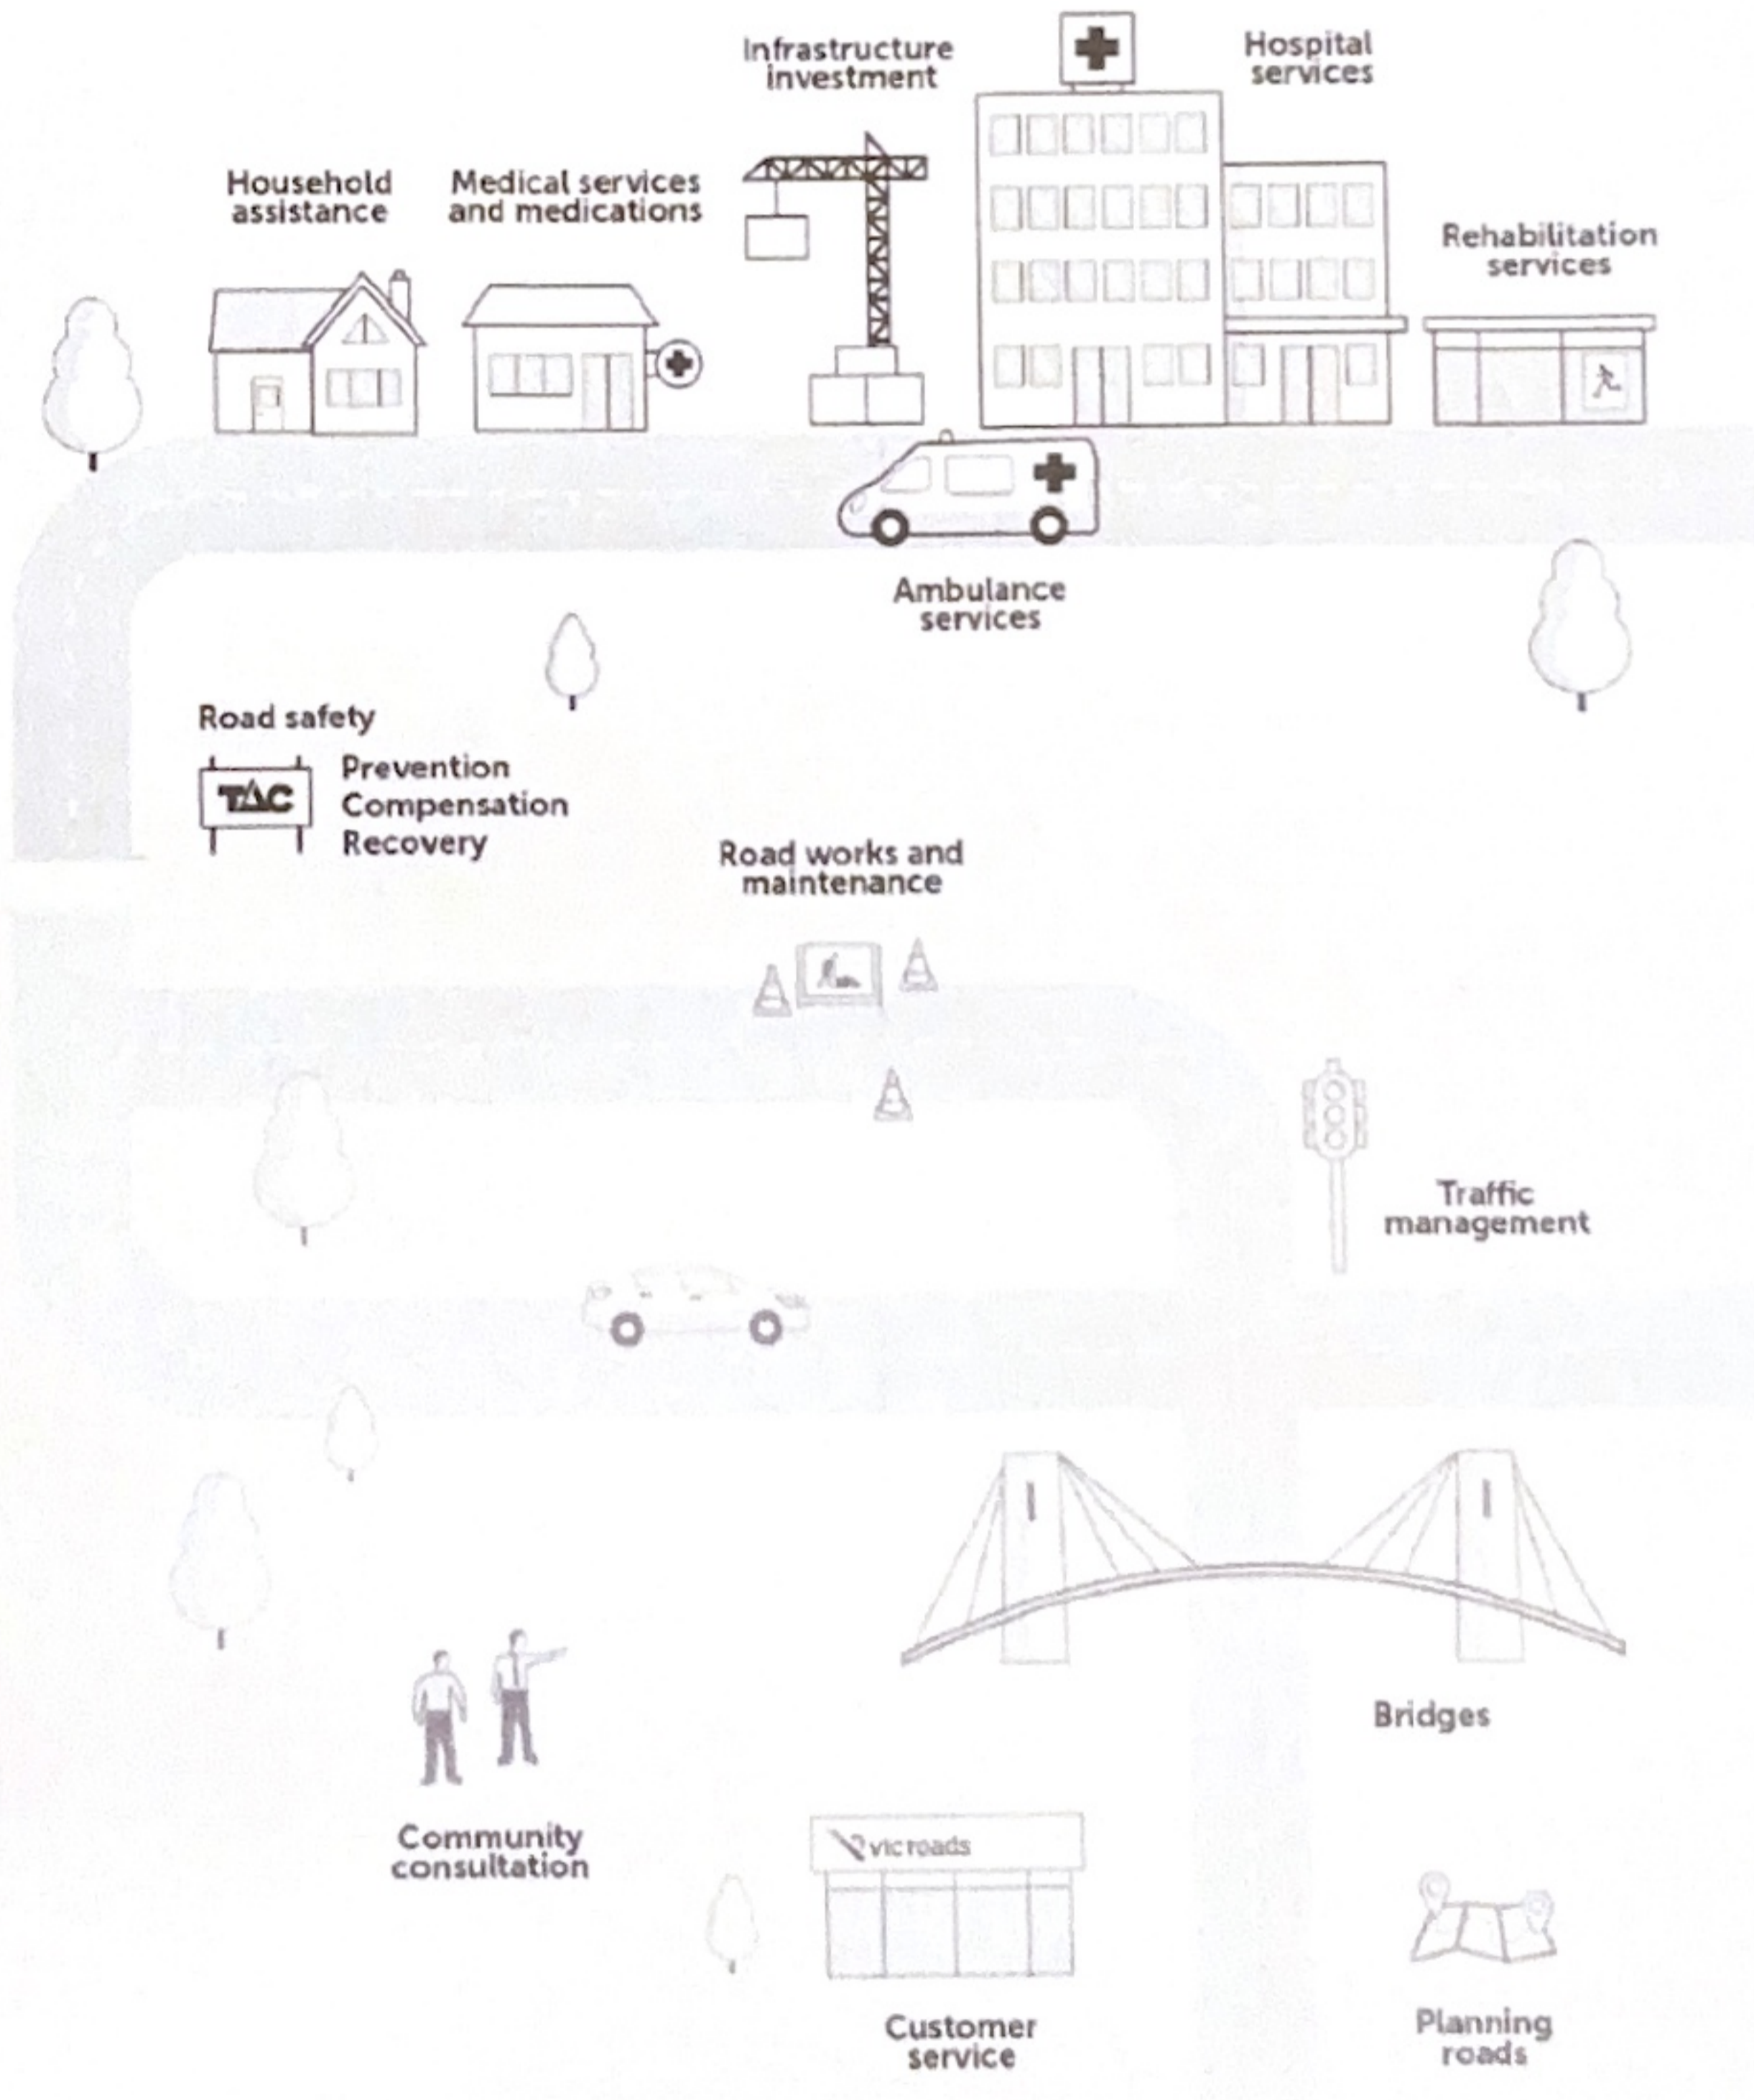 Infrastructure
investment
Hospital
services
Household
assistance
Medical services
and medications
Rehabilitation
services
Ambulance
services
Road safety
TAC
Prevention
Compensation
Recovery
Road works and
maintenance
Traffic
management
Bridges
Community
consultation
vicroads
Customer
service
Planning
roads